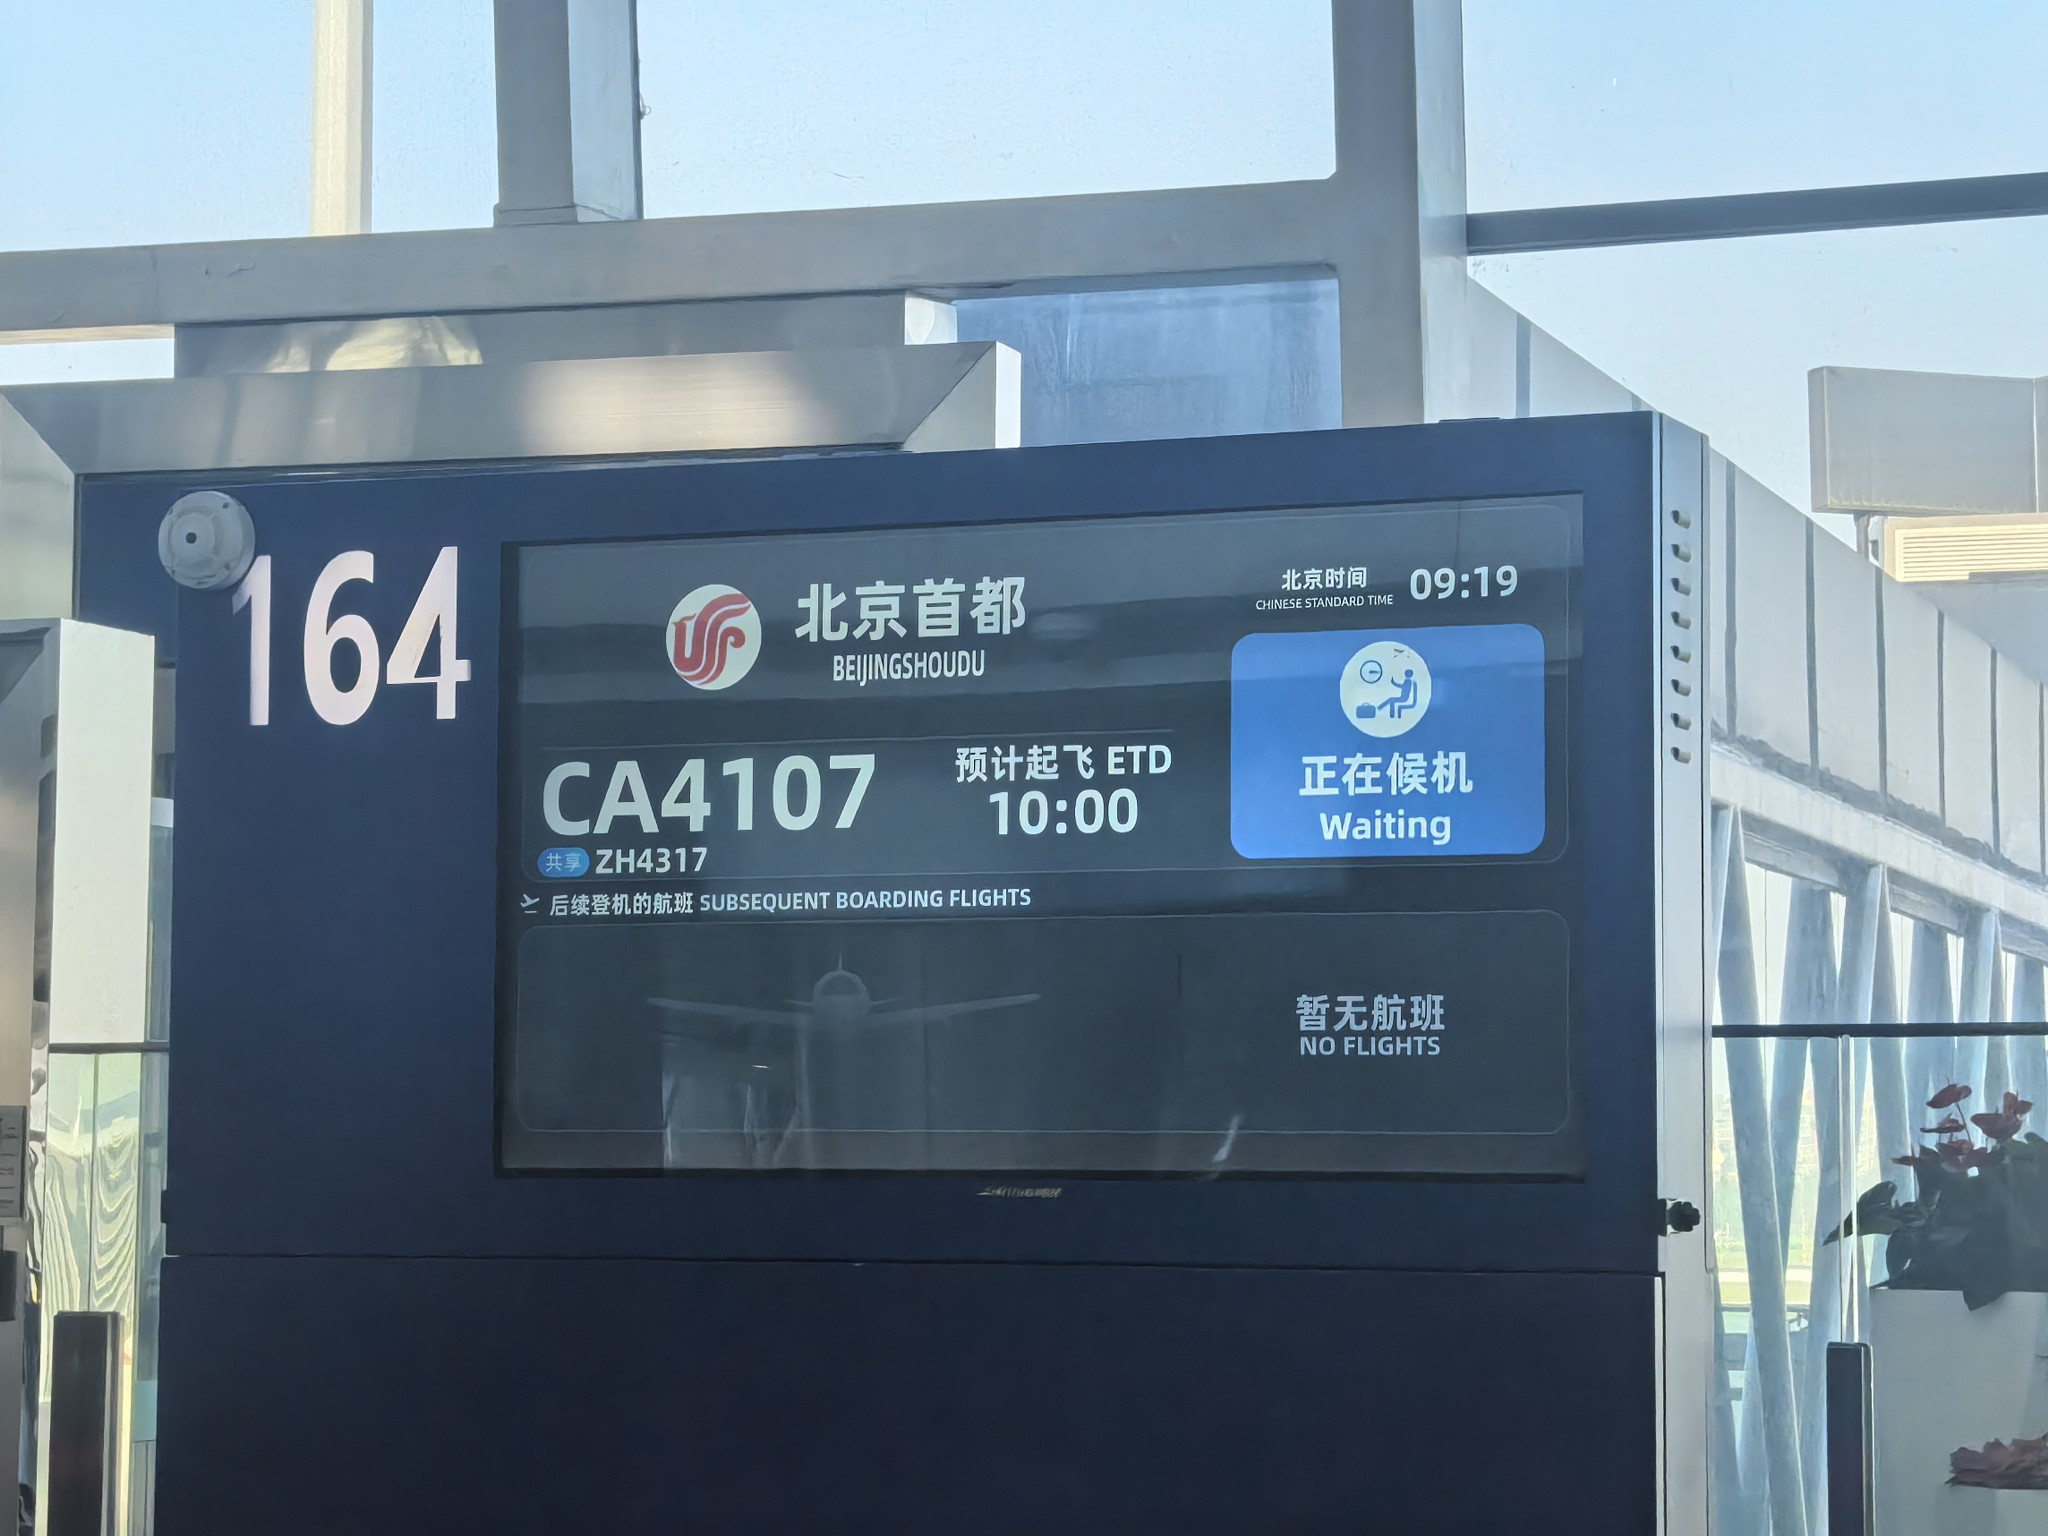 164
北京首都
BEIJINGSHOUDU
北京时间
CHINESE STANDARD TIME
09:19
CA4107
预计起飞 ETD
10:00
正在候机
Waiting
共享 ZH4317
后续登机的航班 SUBSEQUENT BOARDING FLIGHTS
暂无航班
NO FLIGHTS